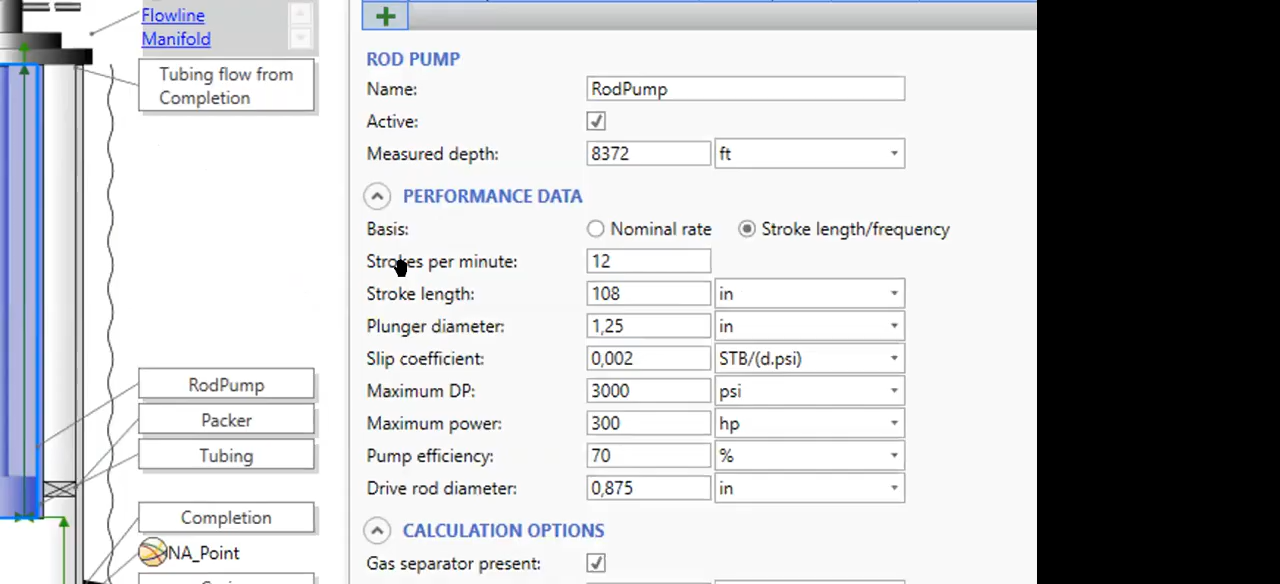 Flowline
Manifold
Tubing flow from
Completion
RodPump
Packer
Tubing
Completion
NA_Point
ROD PUMP
Name: RodPump
Active:
Measured depth: 8372 ft
PERFORMANCE DATA
Basis: Nominal rate Stroke length/frequency
Strokes per minute: 12
Stroke length: 108 in
Plunger diameter: 1,25 in
Slip coefficient: 0,002 STB/(d.psi)
Maximum DP: 3000 psi
Maximum power: 300 hp
Pump efficiency: 70 %
Drive rod diameter: 0,875 in
CALCULATION OPTIONS
Gas separator present: